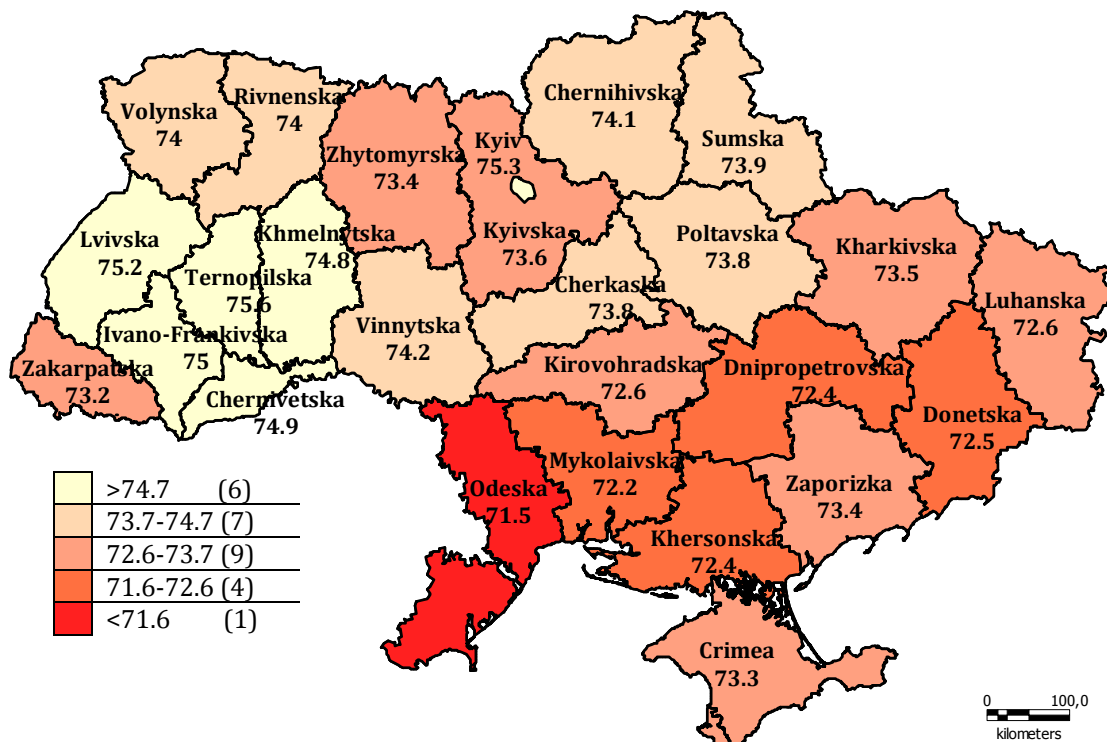 Volynska
74
Rivnenska
74
Zhytomyrska
73.4
Kyiv
75.3
Chernihivska
74.1
Sumska
73.9
Lvivska
75.2
Ternopilska
75.6
Khmelnytska
74.8
Kyivska
73.6
Cherkaska
73.8
Poltavska
73.8
Kharkivska
73.5
Luhanska
72.6
Ivano-Frankivska
75
Zakarpatska
73.2
Chernivetska
74.9
Vinnytska
74.2
Kirovohradska
72.6
Dnipropetrovska
72.4
Donetska
72.5
Odeska
71.5
Mykolaivska
72.2
Khersonska
72.4
Zaporizka
73.4
Crimea
73.3
>74.7 (6)
73.7-74.7 (7)
72.6-73.7 (9)
71.6-72.6 (4)
<71.6 (1)
0 100,0
kilometers